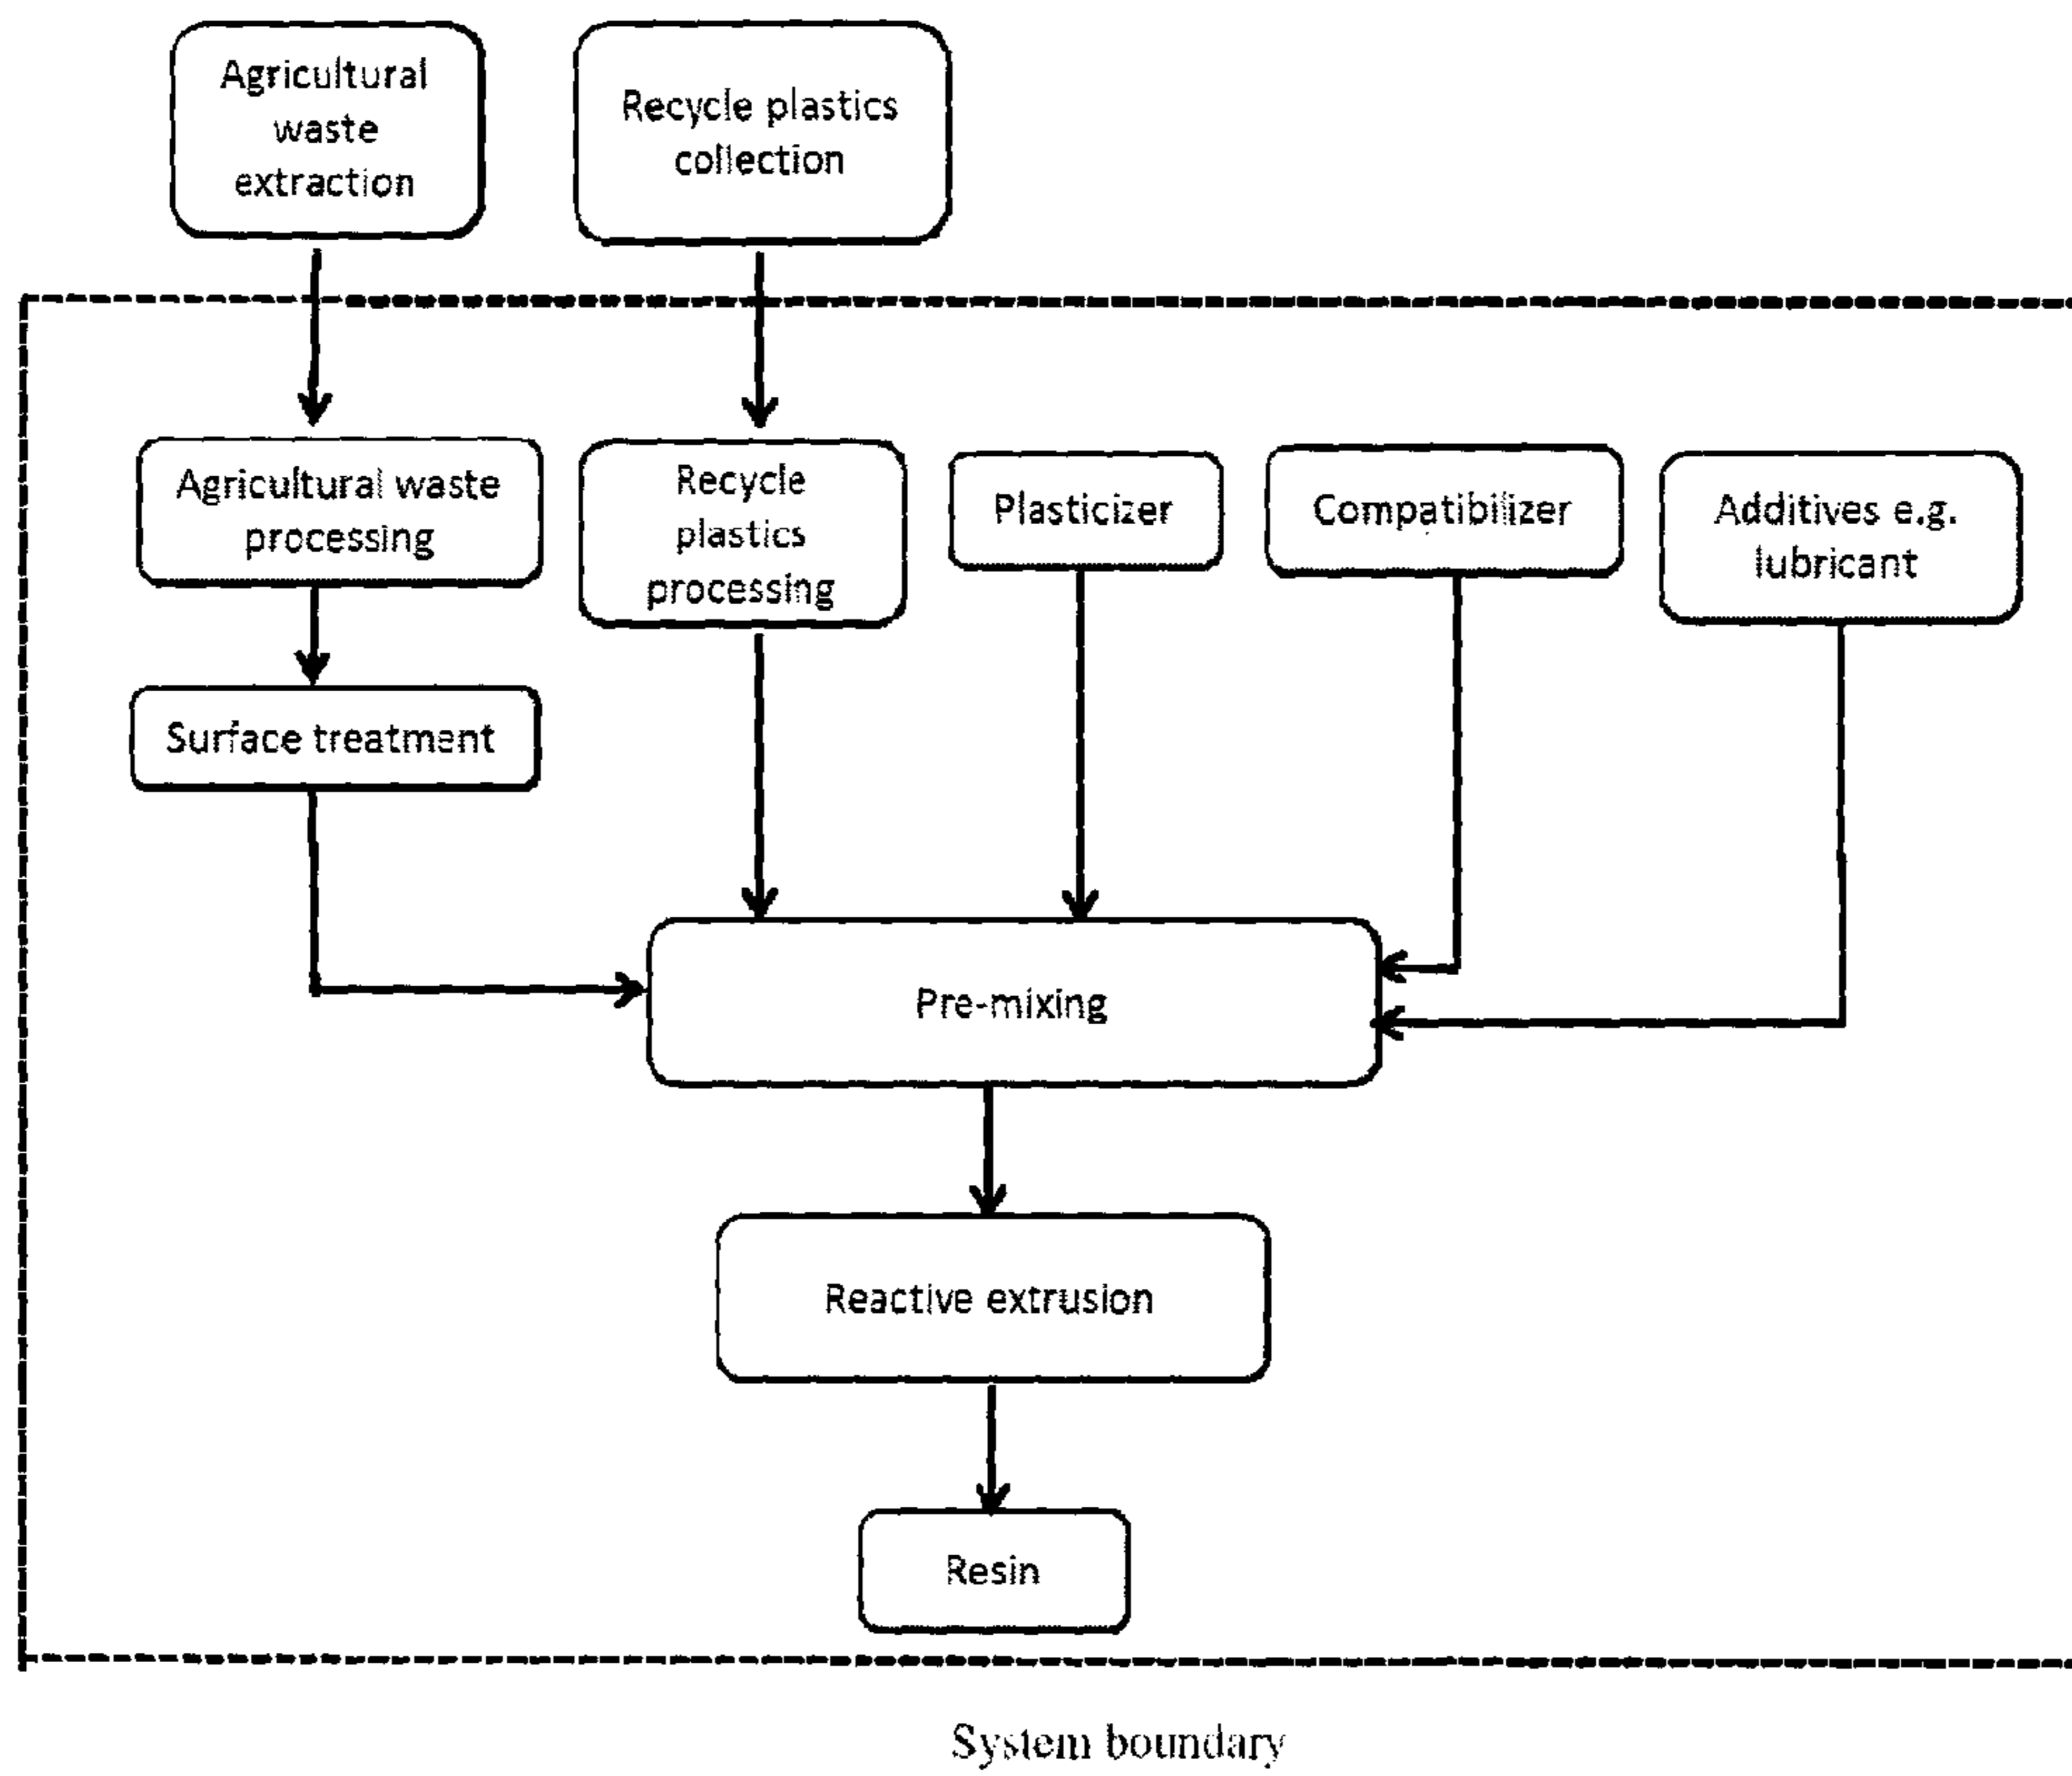 Agricultural
waste
extraction
Recycle plastics
collection
Agricultural waste
processing
Recycle
plastics
processing
Plasticizer
Compatibilizer
Additives e.g.
lubricant
Surface treatment
Pre-mixing
Reactive extrusion
Resin
System boundary